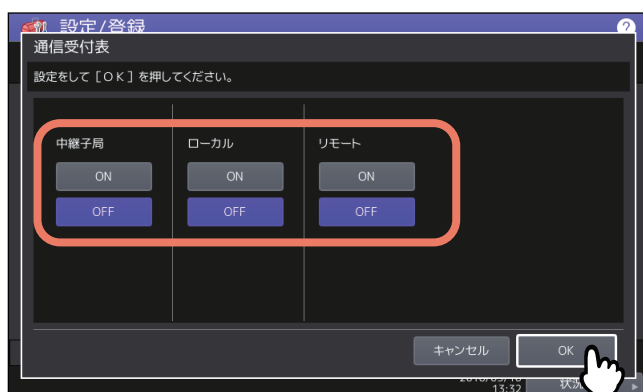 設定/登録
?
通信受付表
設定をして［OK］を押してください。
中継子局 ローカル リモート
ON ON ON
OFF OFF OFF
キャンセル OK
13:32